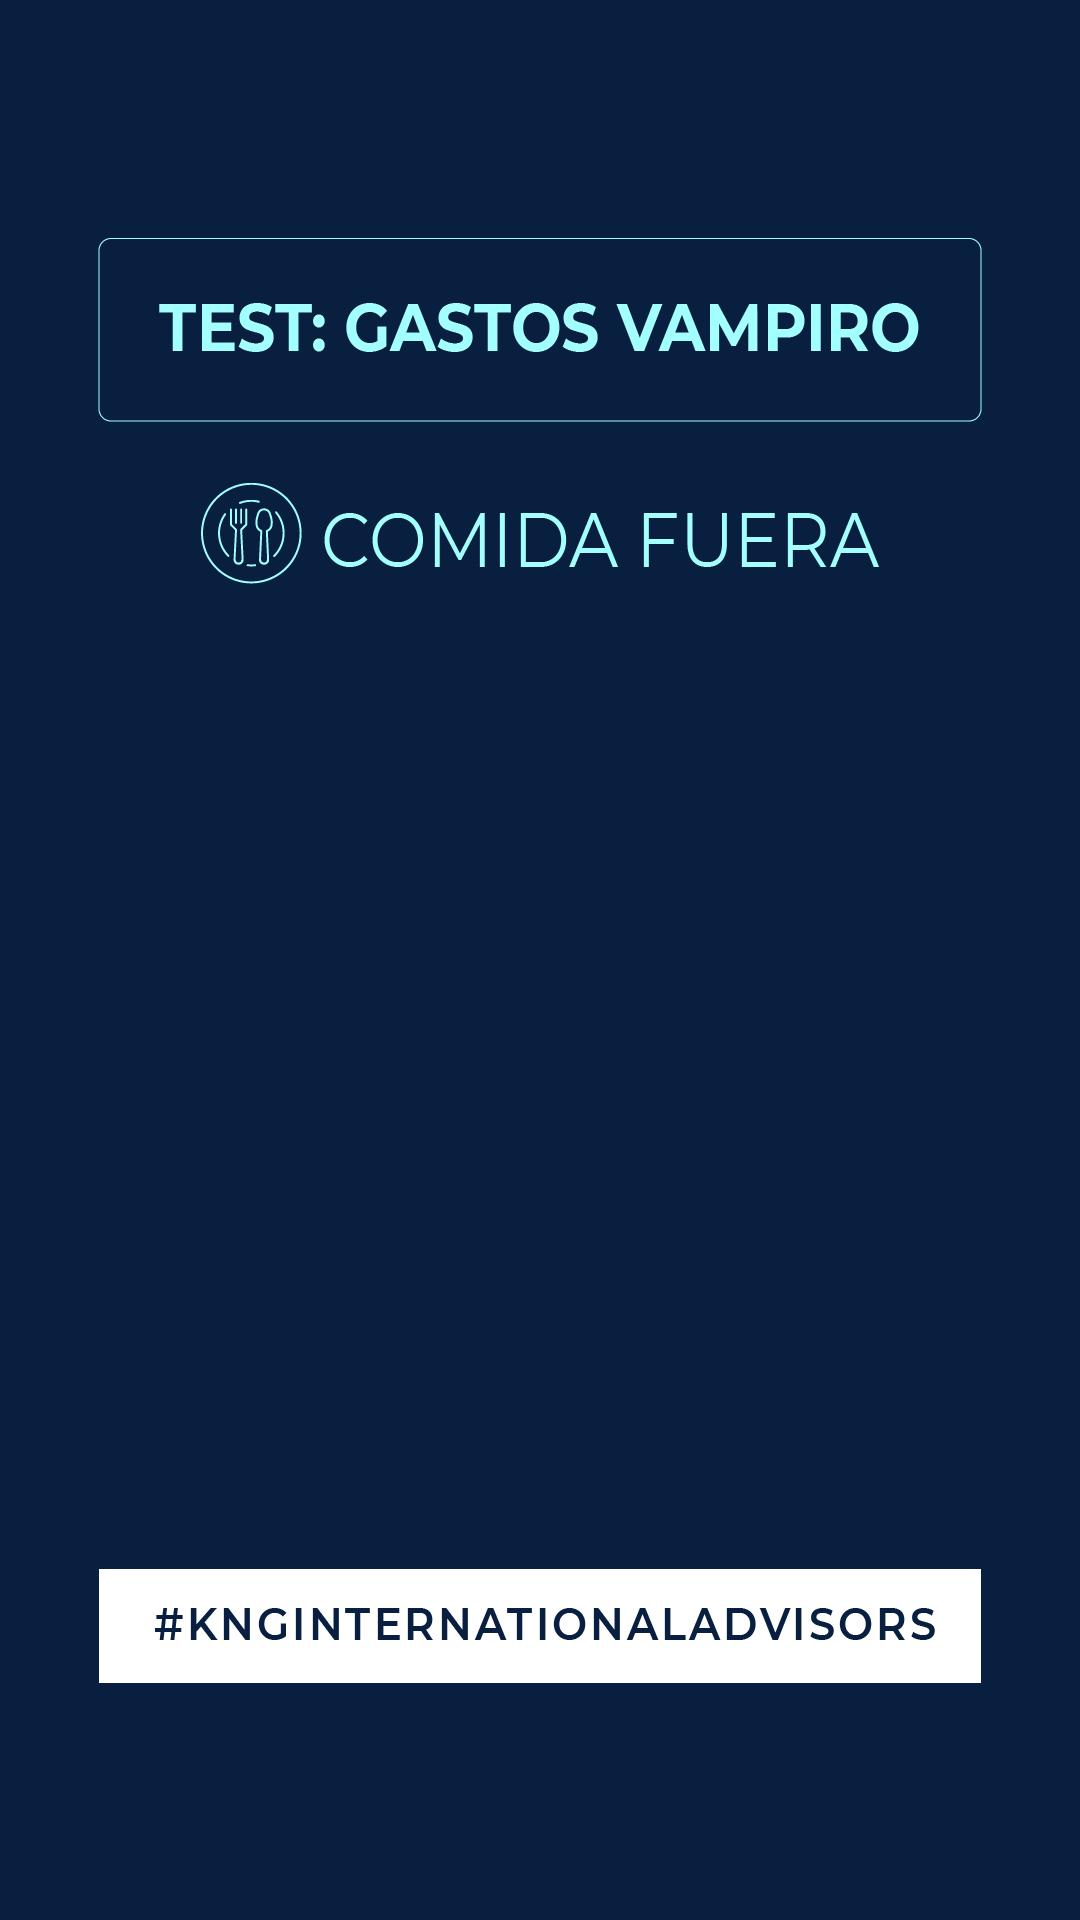 TEST: GASTOS VAMPIRO
COMIDA FUERA
#KNGINTERNATIONALADVISORS